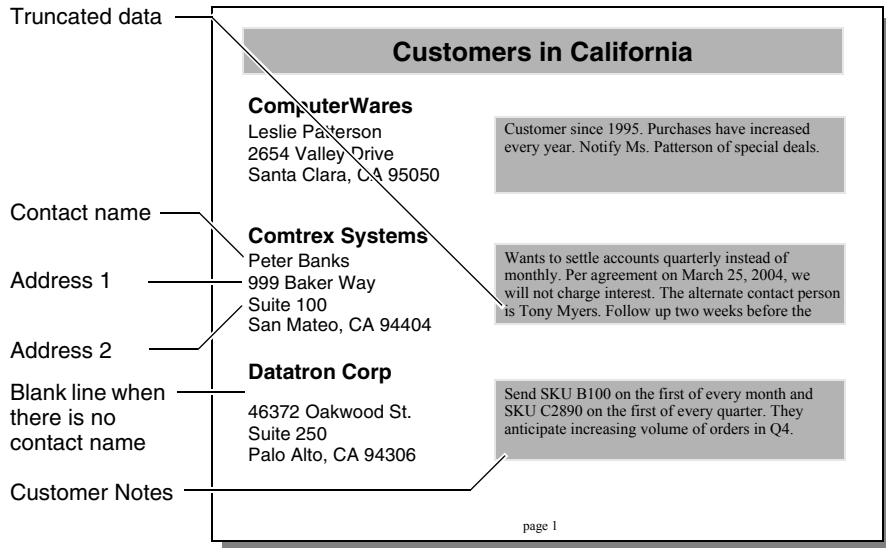 Truncated data
Customers in California
ComputerWares
Leslie Patterson
2654 Valley Drive
Santa Clara, CA 95050
Customer since 1995. Purchases have increased
every year. Notify Ms. Patterson of special deals.
Contact name
Comtrex Systems
Peter Banks
Address 1
999 Baker Way
Suite 100
San Mateo, CA 94404
Wants to settle accounts quarterly instead of
monthly. Per agreement on March 25, 2004, we
will not charge interest. The alternate contact person
is Tony Myers. Follow up two weeks before the
Address 2
Datatron Corp
Blank line when
there is no
contact name
46372 Oakwood St.
Suite 250
Palo Alto, CA 94306
Send SKU B100 on the first of every month and
SKU C2890 on the first of every quarter. They
anticipate increasing volume of orders in Q4.
Customer Notes
page 1